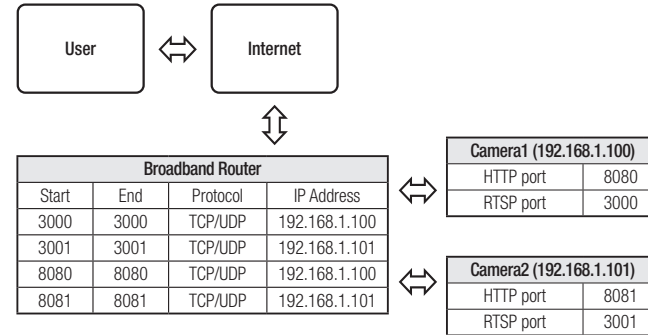 User
Internet
Broadband Router
Start End Protocol IP Address
3000 3000 TCP/UDP 192.168.1.100
3001 3001 TCP/UDP 192.168.1.101
8080 8080 TCP/UDP 192.168.1.100
8081 8081 TCP/UDP 192.168.1.101
Camera1 (192.168.1.100)
HTTP port 8080
RTSP port 3000
Camera2 (192.168.1.101)
HTTP port 8081
RTSP port 3001